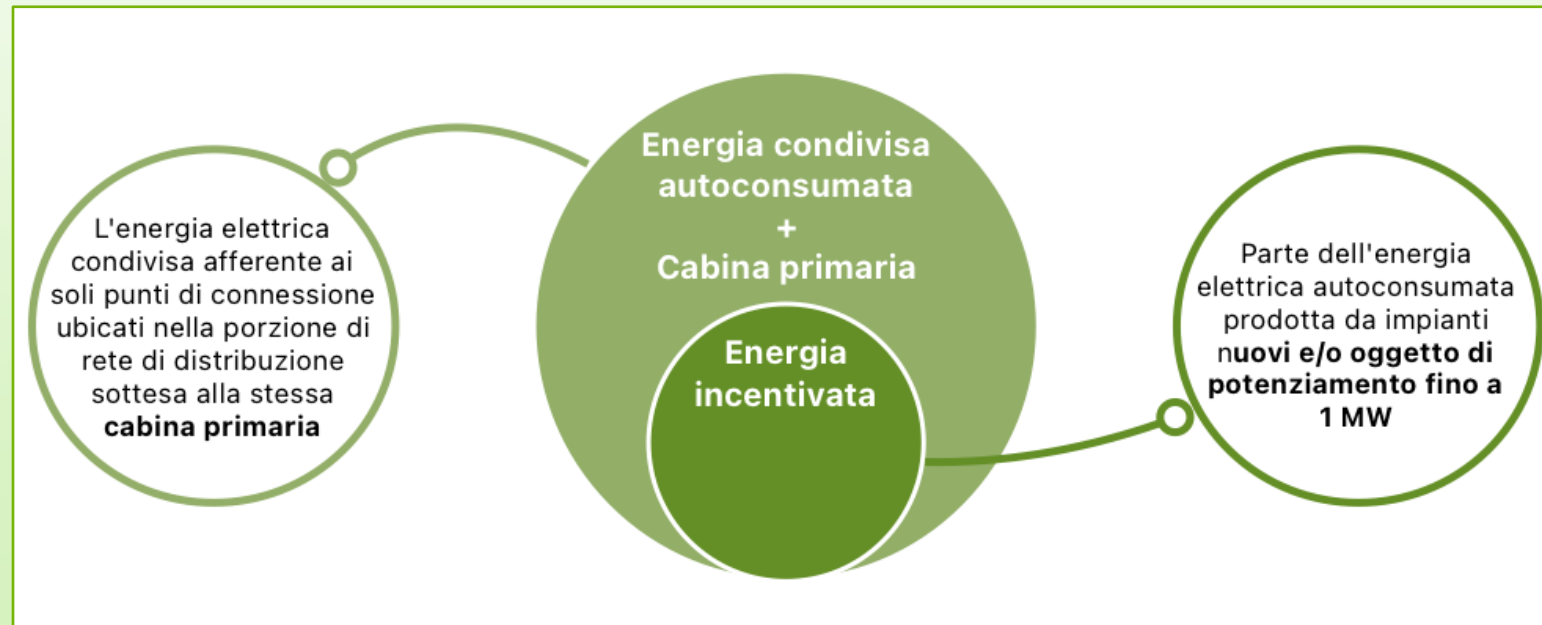 L'energia elettrica
condivisa afferente ai
soli punti di connessione
ubicati nella porzione di
rete di distribuzione
sottesa alla stessa
cabina primaria
Energia condivisa
autoconsumata
+
Cabina primaria
Energia
incentivata
Parte dell'energia
elettrica autoconsumata
prodotta da impianti
nuovi e/o oggetto di
potenziamento fino a
1 MW